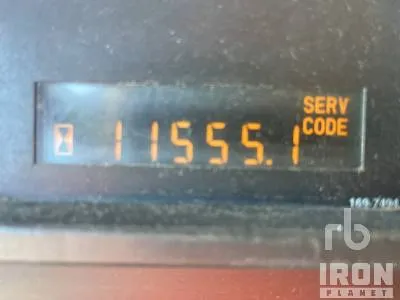 SERV
CODE
11555.1
169-7494
rb
IRON
PLANET